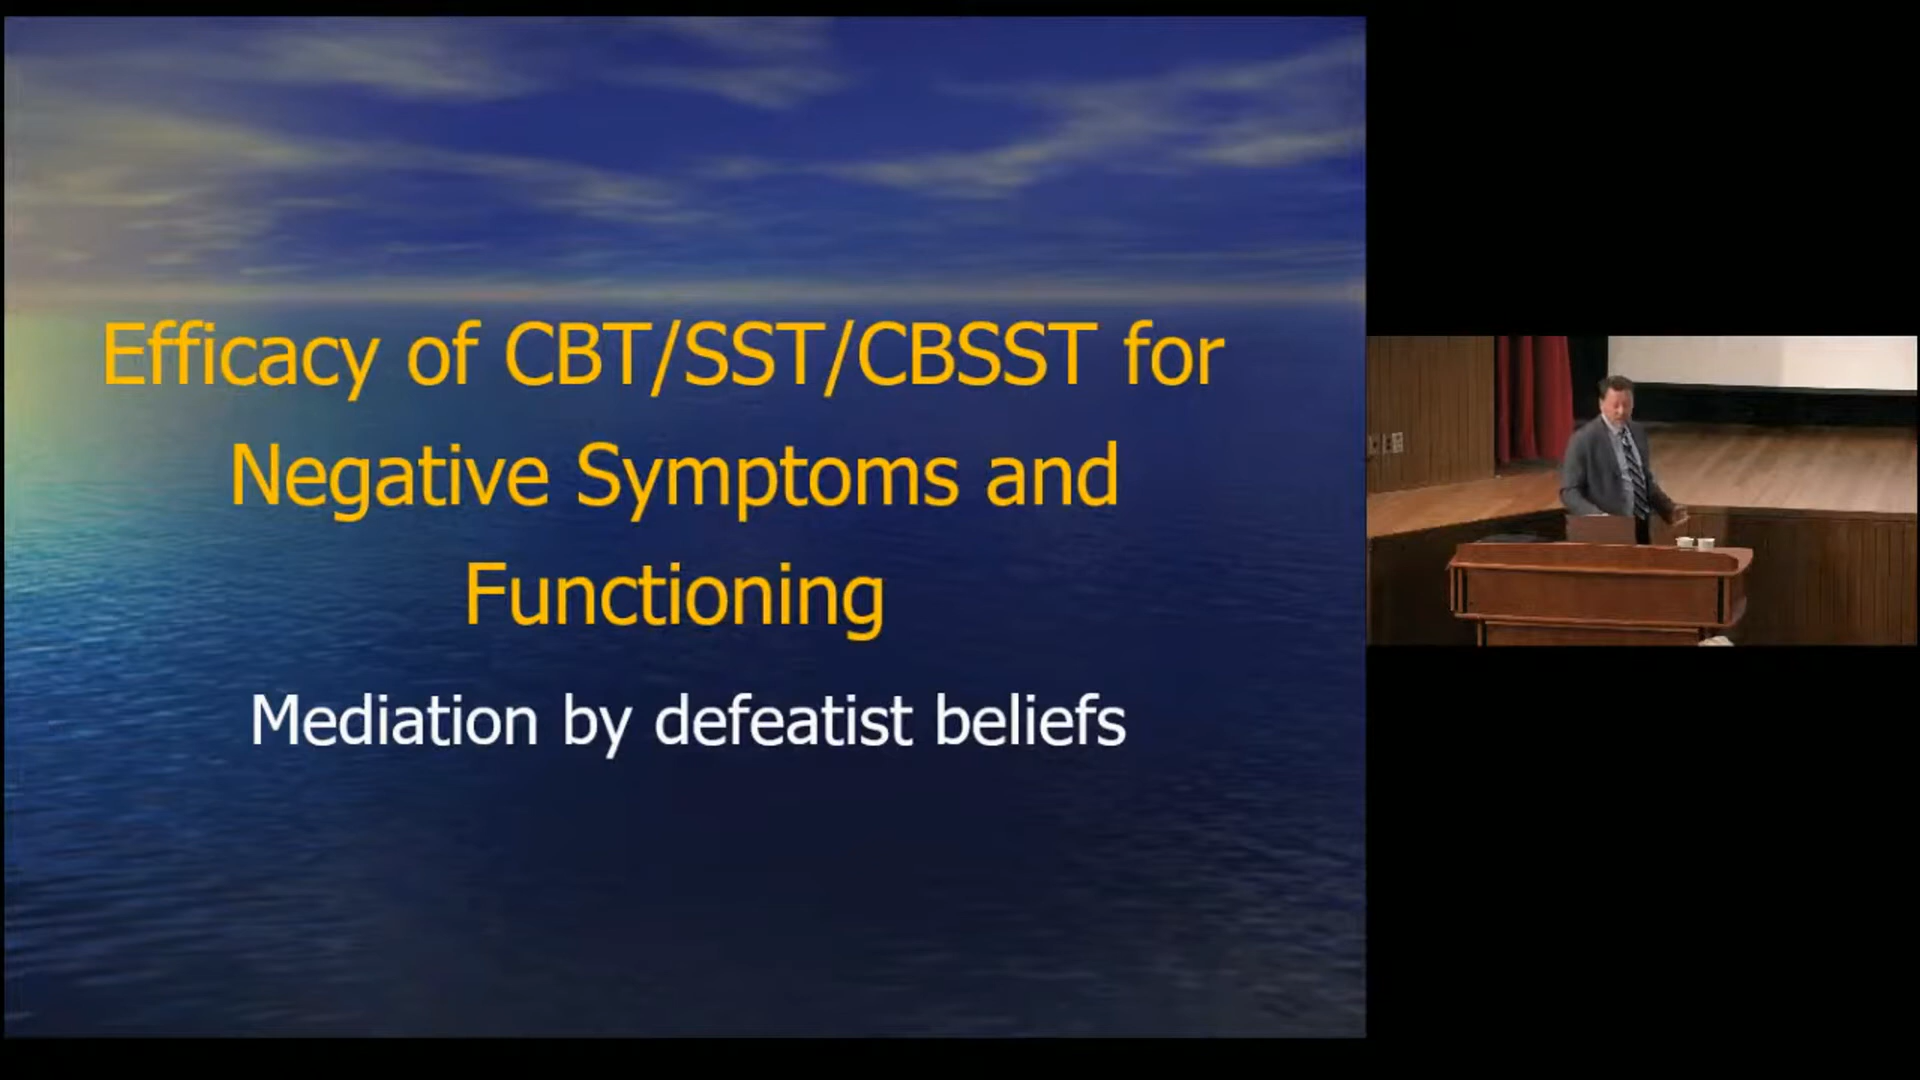 Efficacy of CBT/SST/CBSST for
Negative Symptoms and
Functioning
Mediation by defeatist beliefs